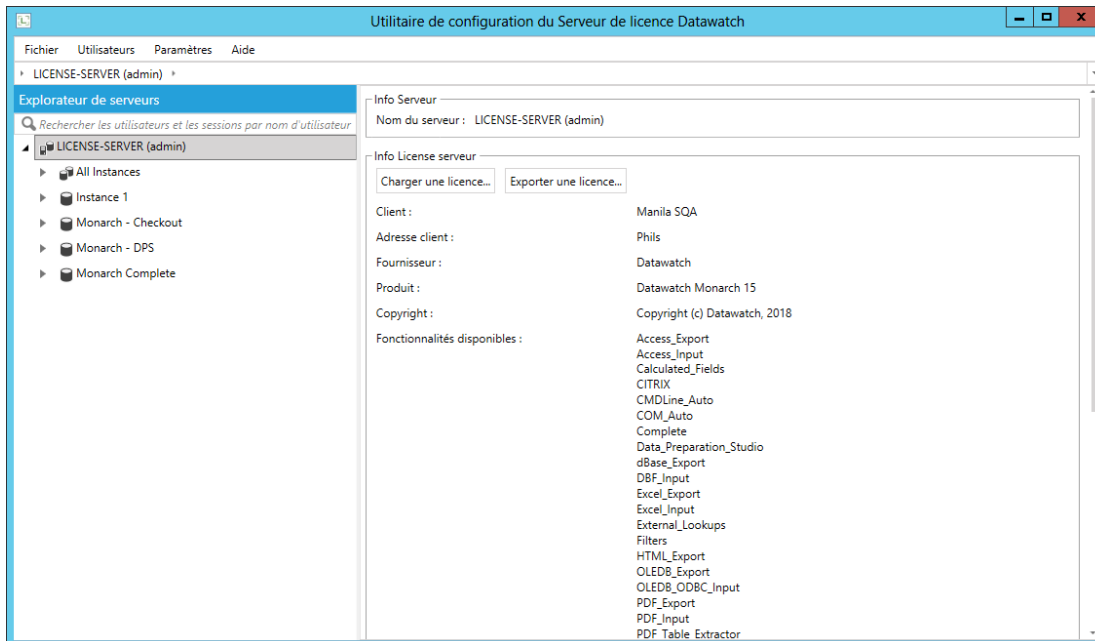 Utilitaire de configuration du Serveur de licence Datawatch
Fichier Utilisateurs Paramètres Aide
LICENSE-SERVER (admin)
Explorateur de serveurs
Rechercher les utilisateurs et les sessions par nom d'utilisateur
LICENSE-SERVER (admin)
All Instances
Instance 1
Monarch - Checkout
Monarch - DPS
Monarch Complete
Info Serveur
Nom du serveur : LICENSE-SERVER (admin)
Info License serveur
Charger une licence... Exporter une licence...
Client : Manila SQA
Adresse client : Phils
Fournisseur : Datawatch
Produit : Datawatch Monarch 15
Copyright : Copyright (c) Datawatch, 2018
Fonctionnalités disponibles : Access_Export
Access_Input
Calculated_Fields
CITRIX
CMDLine_Auto
COM_Auto
Complete
Data_Preparation_Studio
dBase_Export
DBF_Input
Excel_Export
Excel_Input
External_Lookups
Filters
HTML_Export
OLEDB_Export
OLEDB_ODBC_Input
PDF_Export
PDF_Input
PDF_Table_Extractor